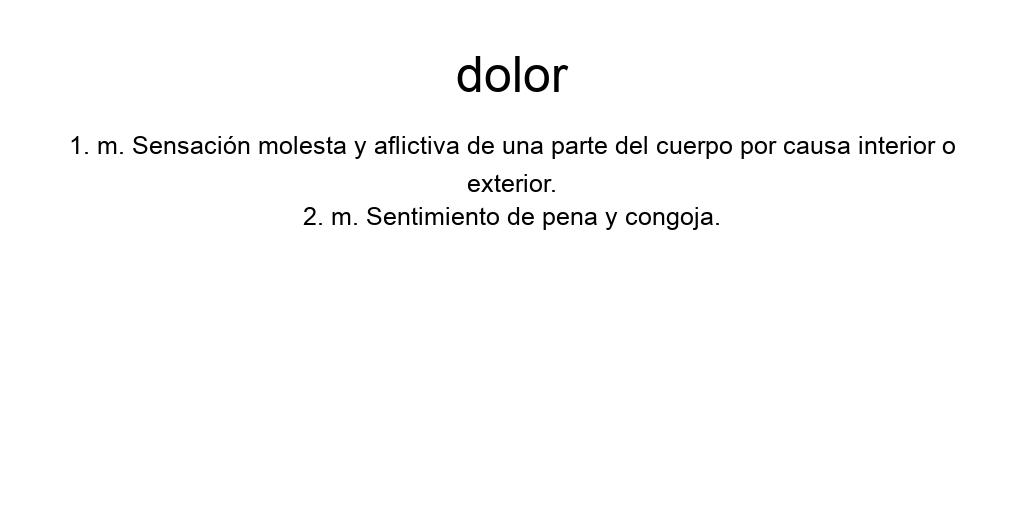 dolor
1. m. Sensación molesta y aflictiva de una parte del cuerpo por causa interior o
exterior.
2. m. Sentimiento de pena y congoja.